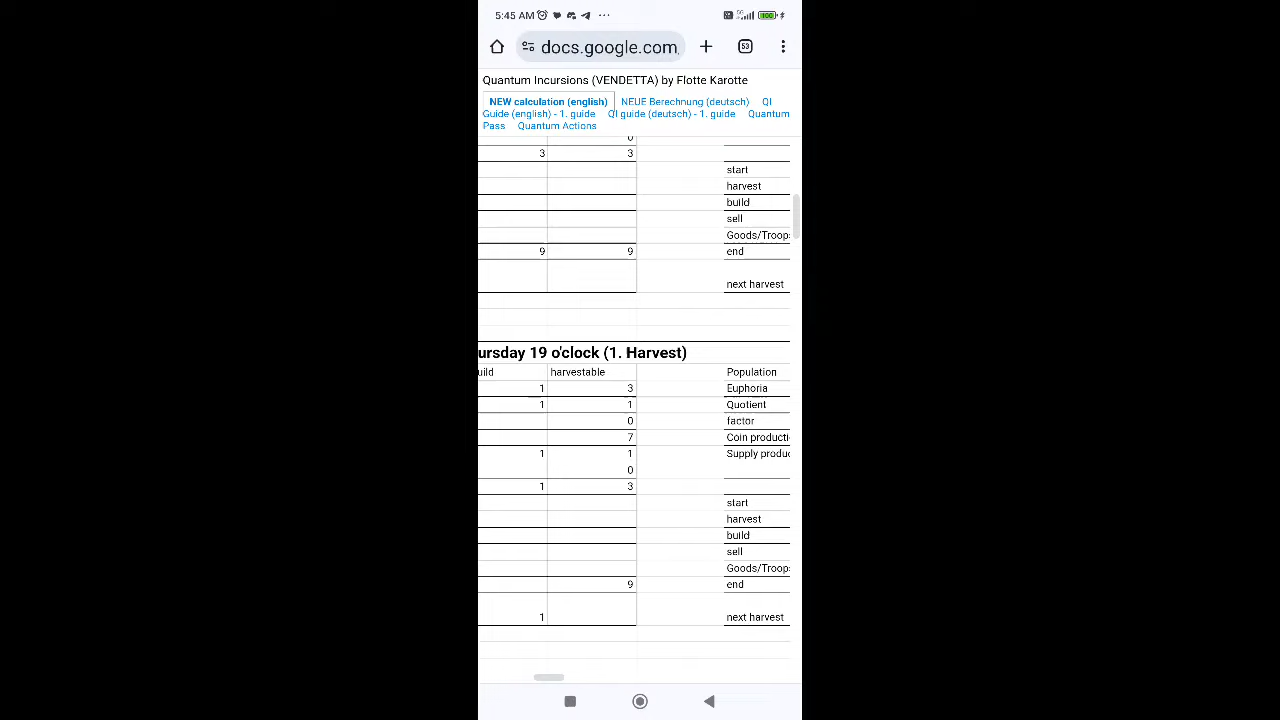 5:45 AM ...
5G 100
docs.google.com 53
Quantum Incursions (VENDETTA) by Flotte Karotte
NEW calculation (english) NEUE Berechnung (deutsch) QI
Guide (english) - 1. guide QI guide (deutsch) - 1. guide Quantum
Pass Quantum Actions
0
3 3
start
harvest
build
sell
Goods/Troops
9 9 end
next harvest
ursday 19 o'clock (1. Harvest)
uild harvestable Population
1 3 Euphoria
1 1 Quotient
0 factor
7 Coin producti
1 1 Supply produc
0
1 3
start
harvest
build
sell
Goods/Troops
9 end
1 next harvest